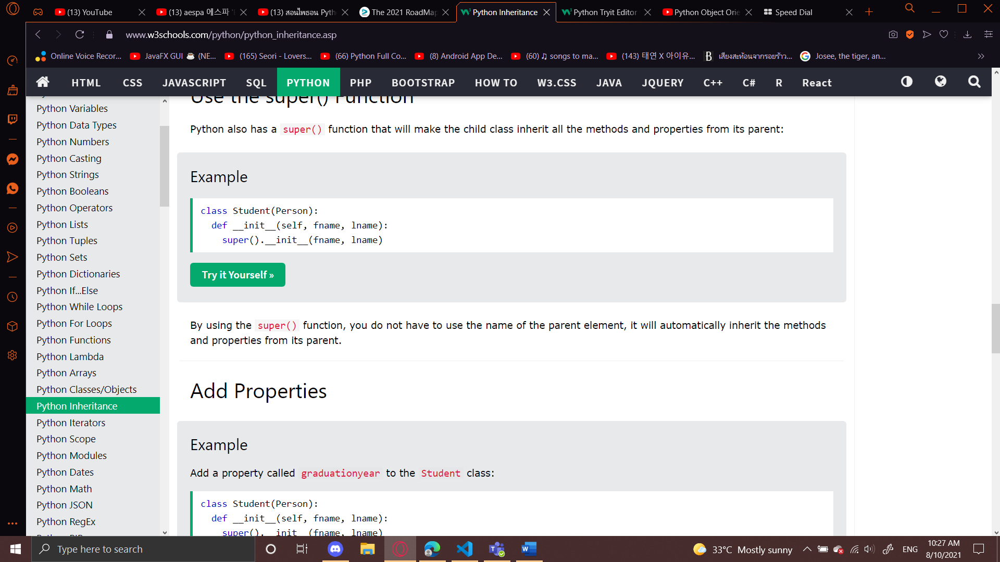 (13) YouTube
(13) aespa 에스파 '
(13) สอนไพธอน Pyth
The 2021 RoadMap
Python Inheritance
Python Tryit Editor
Python Object Orie
Speed Dial
www.w3schools.com/python/python_inheritance.asp
Online Voice Recor...
JavaFX GUI ☕ (NE...
(165) Seori - Lovers...
(66) Python Full Co...
(8) Android App De...
(60) ♫ songs to ma...
(143) 태연 X 아이유...
เสียงสะท้อนจากรอยร้าว...
Josee, the tiger, an...
HTML CSS JAVASCRIPT SQL PYTHON PHP BOOTSTRAP HOW TO W3.CSS JAVA JQUERY C++ C# R React
Python Variables
Python Data Types
Python Numbers
Python Casting
Python Strings
Python Booleans
Python Operators
Python Lists
Python Tuples
Python Sets
Python Dictionaries
Python If...Else
Python While Loops
Python For Loops
Python Functions
Python Lambda
Python Arrays
Python Classes/Objects
Python Inheritance
Python Iterators
Python Scope
Python Modules
Python Dates
Python Math
Python JSON
Python RegEx
Use the super() Function
Python also has a super() function that will make the child class inherit all the methods and properties from its parent:
Example
class Student(Person):
  def __init__(self, fname, lname):
    super().__init__(fname, lname)
Try it Yourself »
By using the super() function, you do not have to use the name of the parent element, it will automatically inherit the methods
and properties from its parent.
Add Properties
Example
Add a property called graduationyear to the Student class:
class Student(Person):
  def __init__(self, fname, lname):
    super().__init__(fname, lname)
Type here to search
33°C Mostly sunny
ENG
10:27 AM
8/10/2021